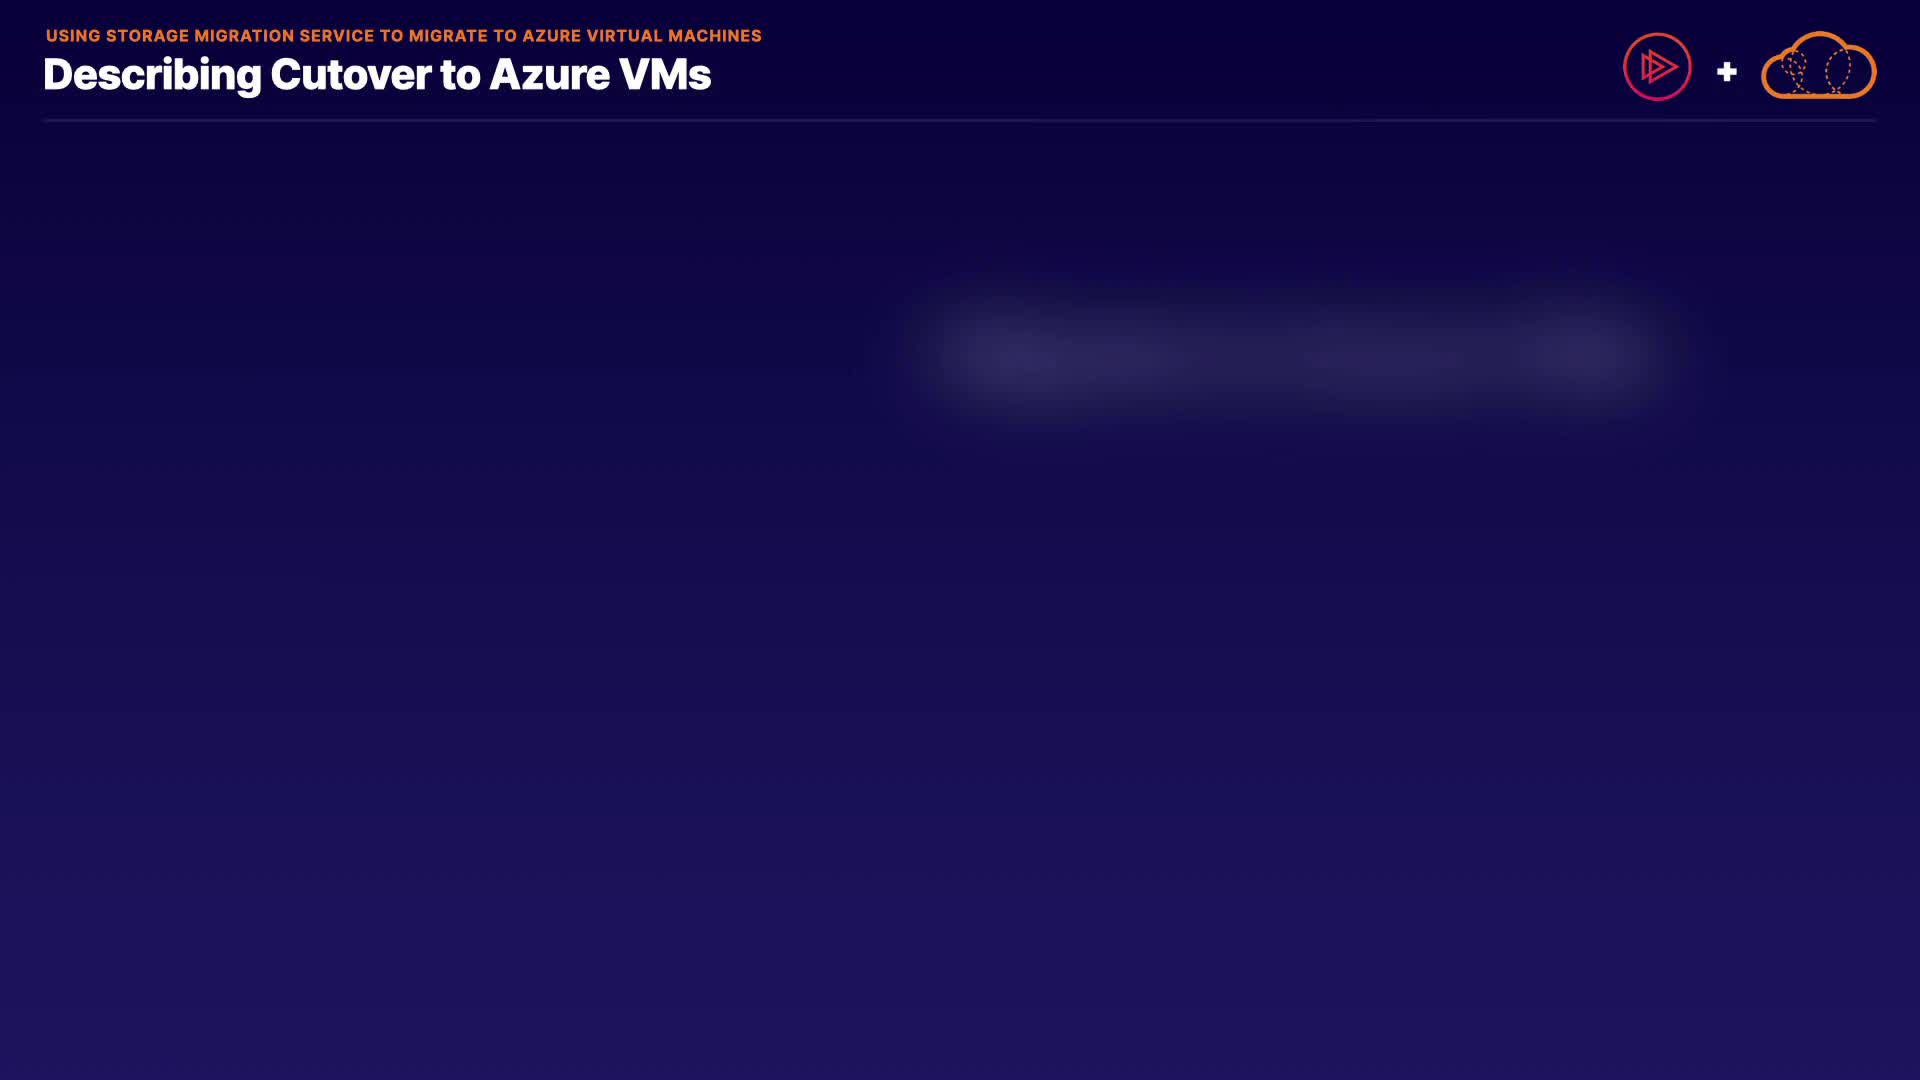 USING STORAGE MIGRATION SERVICE TO MIGRATE TO AZURE VIRTUAL MACHINES
Describing Cutover to Azure VMs